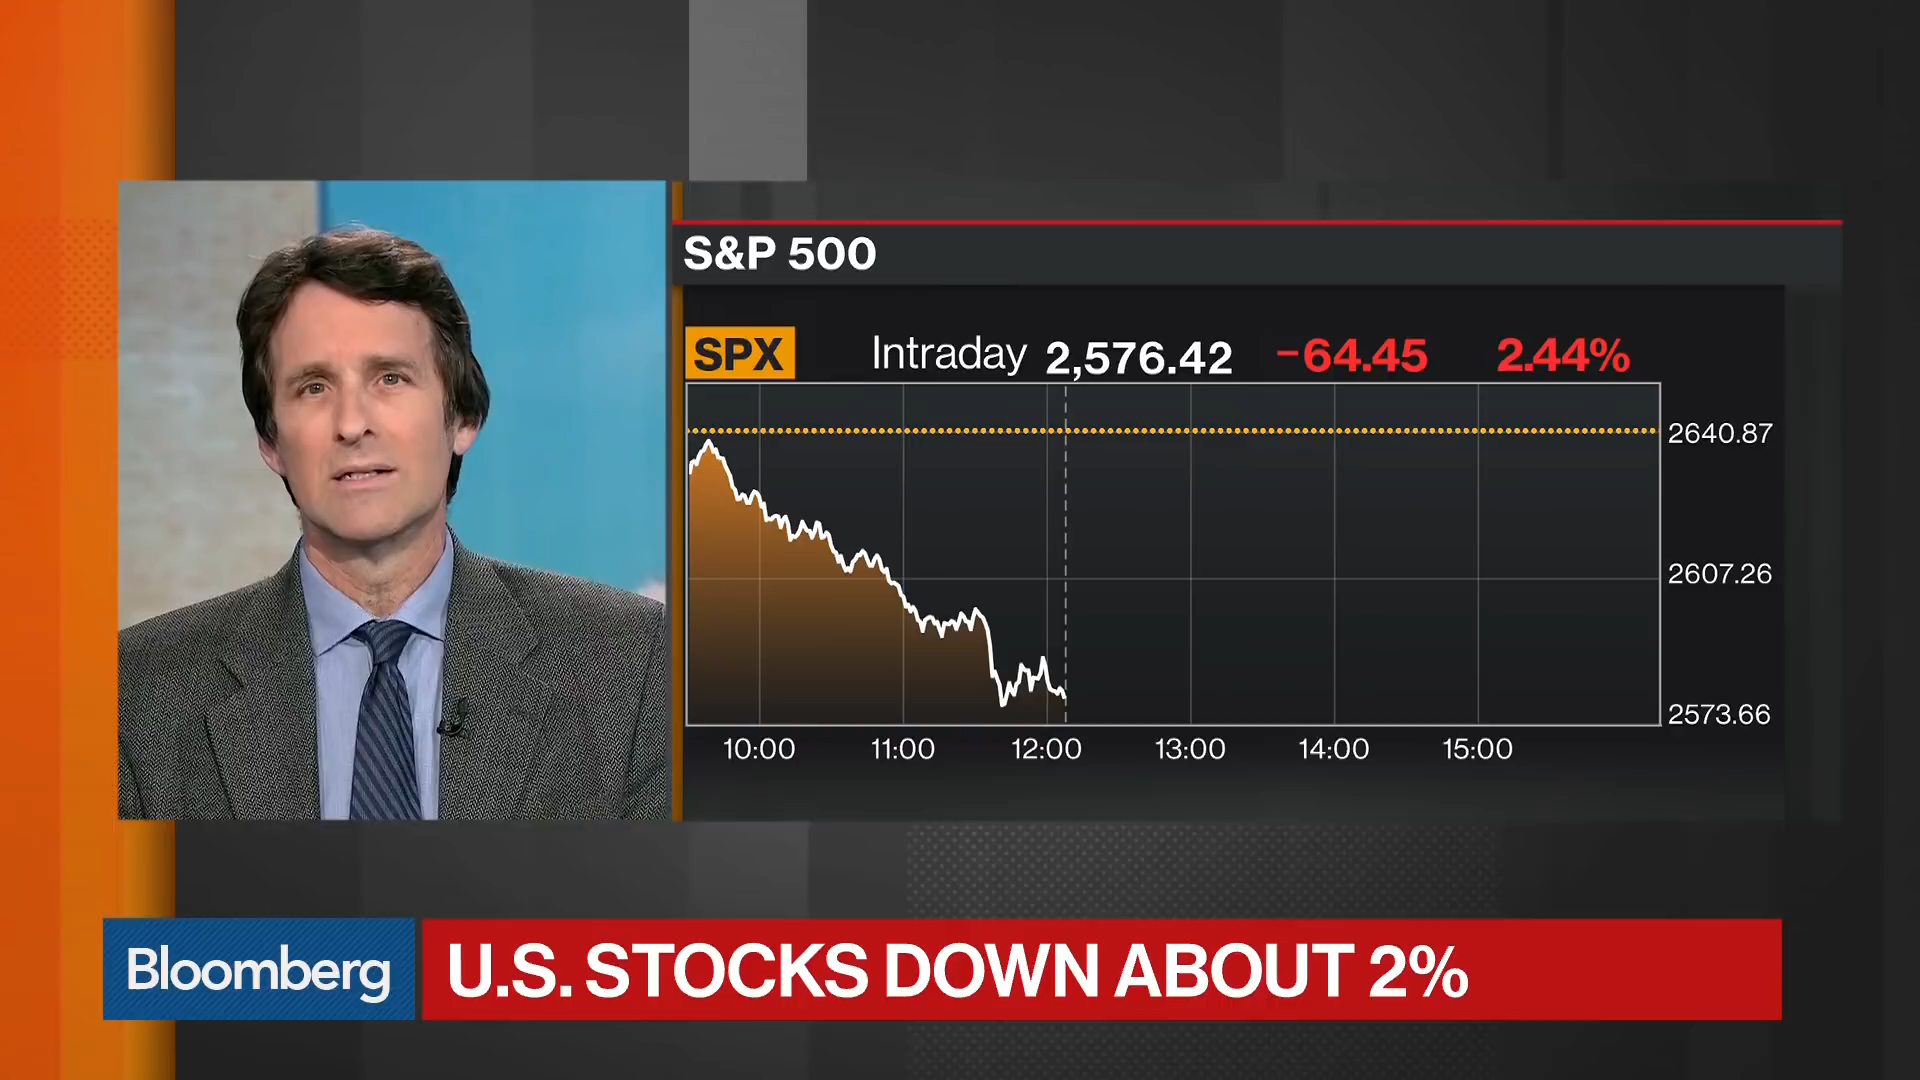 S&P 500
SPX Intraday 2,576.42 −64.45 2.44%
2640.87
2607.26
2573.66
10:00 11:00 12:00 13:00 14:00 15:00
Bloomberg U.S. STOCKS DOWN ABOUT 2%